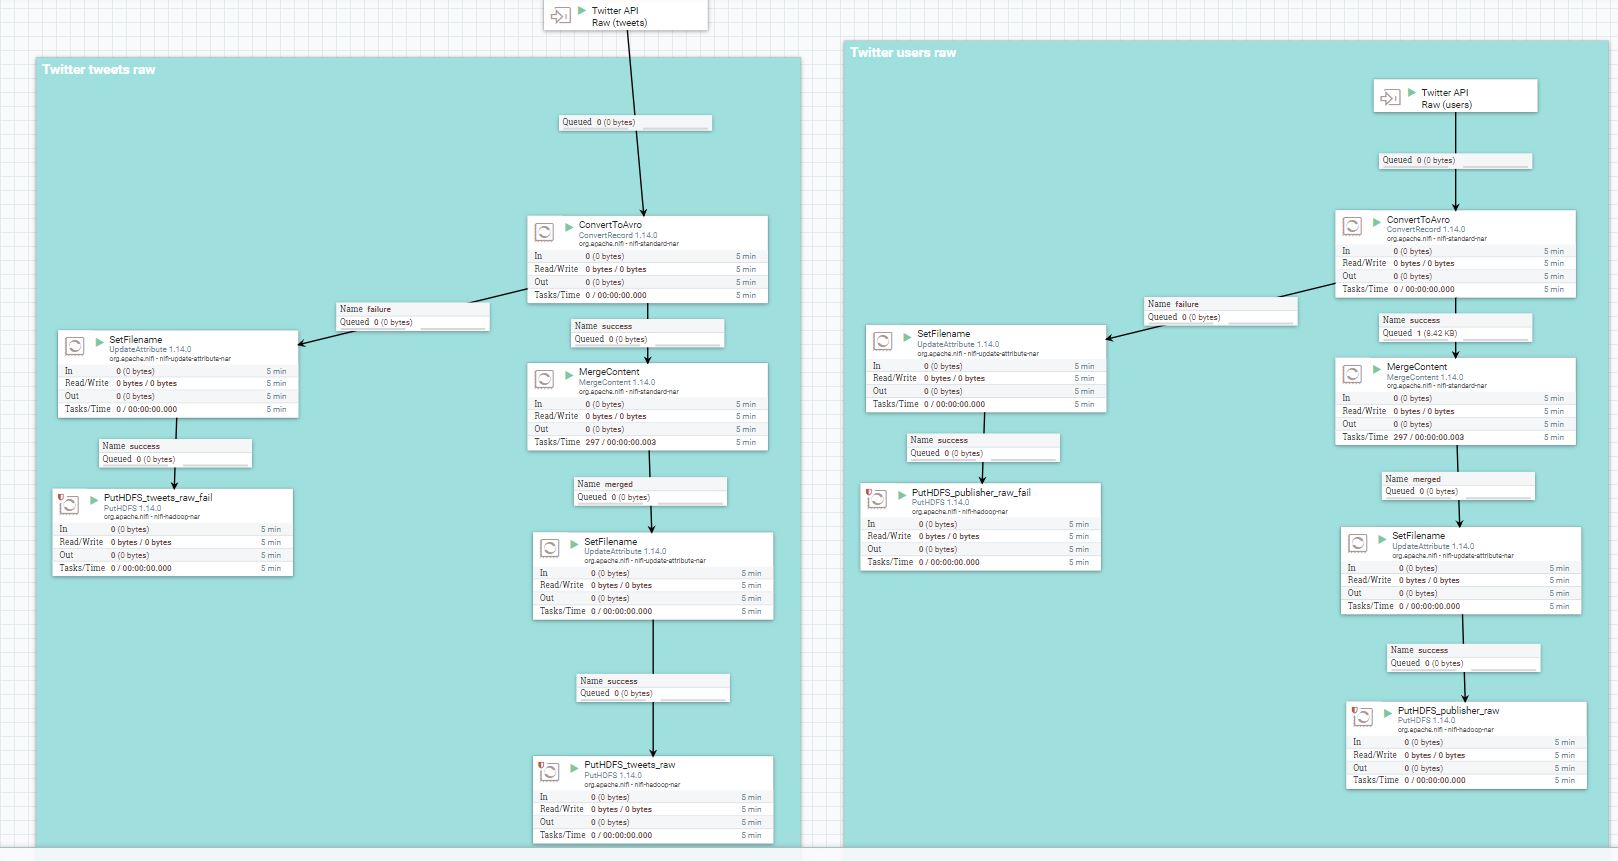 Twitter API
Raw (tweets)
Twitter tweets raw
Queued 0 (0 bytes)
ConvertToAvro
ConvertRecord 1.14.0
org.apache.nifi - nifi-standard-nar
In 0 (0 bytes) 5 min
Read/Write 0 bytes / 0 bytes 5 min
Out 0 (0 bytes) 5 min
Tasks/Time 0 / 00:00:00.000 5 min
Name failure
Queued 0 (0 bytes)
Name success
Queued 0 (0 bytes)
SetFilename
UpdateAttribute 1.14.0
org.apache.nifi - nifi-update-attribute-nar
In 0 (0 bytes) 5 min
Read/Write 0 bytes / 0 bytes 5 min
Out 0 (0 bytes) 5 min
Tasks/Time 0 / 00:00:00.000 5 min
Name success
Queued 0 (0 bytes)
PutHDFS_tweets_raw_fail
PutHDFS 1.14.0
org.apache.nifi - nifi-hadoop-nar
In 0 (0 bytes) 5 min
Read/Write 0 bytes / 0 bytes 5 min
Out 0 (0 bytes) 5 min
Tasks/Time 0 / 00:00:00.000 5 min
MergeContent
MergeContent 1.14.0
org.apache.nifi - nifi-standard-nar
In 0 (0 bytes) 5 min
Read/Write 0 bytes / 0 bytes 5 min
Out 0 (0 bytes) 5 min
Tasks/Time 297 / 00:00:00.003 5 min
Name merged
Queued 0 (0 bytes)
SetFilename
UpdateAttribute 1.14.0
org.apache.nifi - nifi-update-attribute-nar
In 0 (0 bytes) 5 min
Read/Write 0 bytes / 0 bytes 5 min
Out 0 (0 bytes) 5 min
Tasks/Time 0 / 00:00:00.000 5 min
Name success
Queued 0 (0 bytes)
PutHDFS_tweets_raw
PutHDFS 1.14.0
org.apache.nifi - nifi-hadoop-nar
In 0 (0 bytes) 5 min
Read/Write 0 bytes / 0 bytes 5 min
Out 0 (0 bytes) 5 min
Tasks/Time 0 / 00:00:00.000 5 min
Twitter users raw
Twitter API
Raw (users)
Queued 0 (0 bytes)
ConvertToAvro
ConvertRecord 1.14.0
org.apache.nifi - nifi-standard-nar
In 0 (0 bytes) 5 min
Read/Write 0 bytes / 0 bytes 5 min
Out 0 (0 bytes) 5 min
Tasks/Time 0 / 00:00:00.000 5 min
Name failure
Queued 0 (0 bytes)
Name success
Queued 1 (8.42 KB)
SetFilename
UpdateAttribute 1.14.0
org.apache.nifi - nifi-update-attribute-nar
In 0 (0 bytes) 5 min
Read/Write 0 bytes / 0 bytes 5 min
Out 0 (0 bytes) 5 min
Tasks/Time 0 / 00:00:00.000 5 min
Name success
Queued 0 (0 bytes)
PutHDFS_publisher_raw_fail
PutHDFS 1.14.0
org.apache.nifi - nifi-hadoop-nar
In 0 (0 bytes) 5 min
Read/Write 0 bytes / 0 bytes 5 min
Out 0 (0 bytes) 5 min
Tasks/Time 0 / 00:00:00.000 5 min
MergeContent
MergeContent 1.14.0
org.apache.nifi - nifi-standard-nar
In 0 (0 bytes) 5 min
Read/Write 0 bytes / 0 bytes 5 min
Out 0 (0 bytes) 5 min
Tasks/Time 297 / 00:00:00.003 5 min
Name merged
Queued 0 (0 bytes)
SetFilename
UpdateAttribute 1.14.0
org.apache.nifi - nifi-update-attribute-nar
In 0 (0 bytes) 5 min
Read/Write 0 bytes / 0 bytes 5 min
Out 0 (0 bytes) 5 min
Tasks/Time 0 / 00:00:00.000 5 min
Name success
Queued 0 (0 bytes)
PutHDFS_publisher_raw
PutHDFS 1.14.0
org.apache.nifi - nifi-hadoop-nar
In 0 (0 bytes) 5 min
Read/Write 0 bytes / 0 bytes 5 min
Out 0 (0 bytes) 5 min
Tasks/Time 0 / 00:00:00.000 5 min